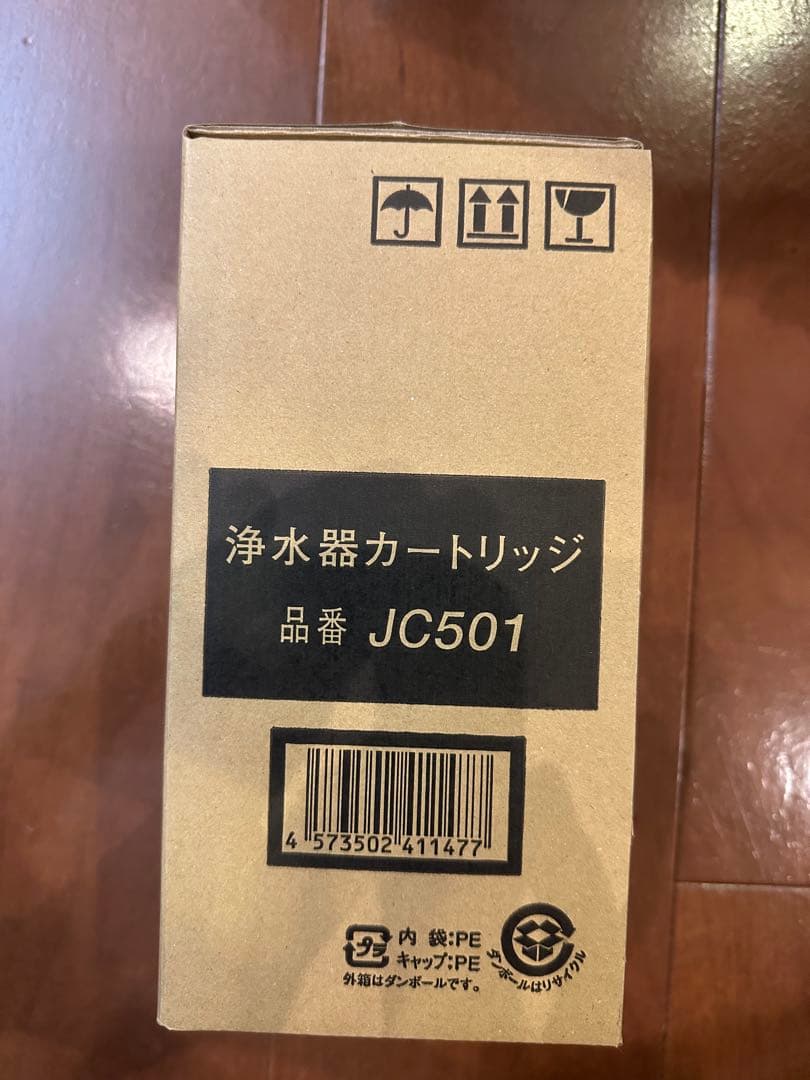 浄水器カートリッジ
品番 JC501
4 573502 411477
プラ
内 袋:PE
キャップ:PE
外箱はダンボールです。
ダンボールはリサイクル